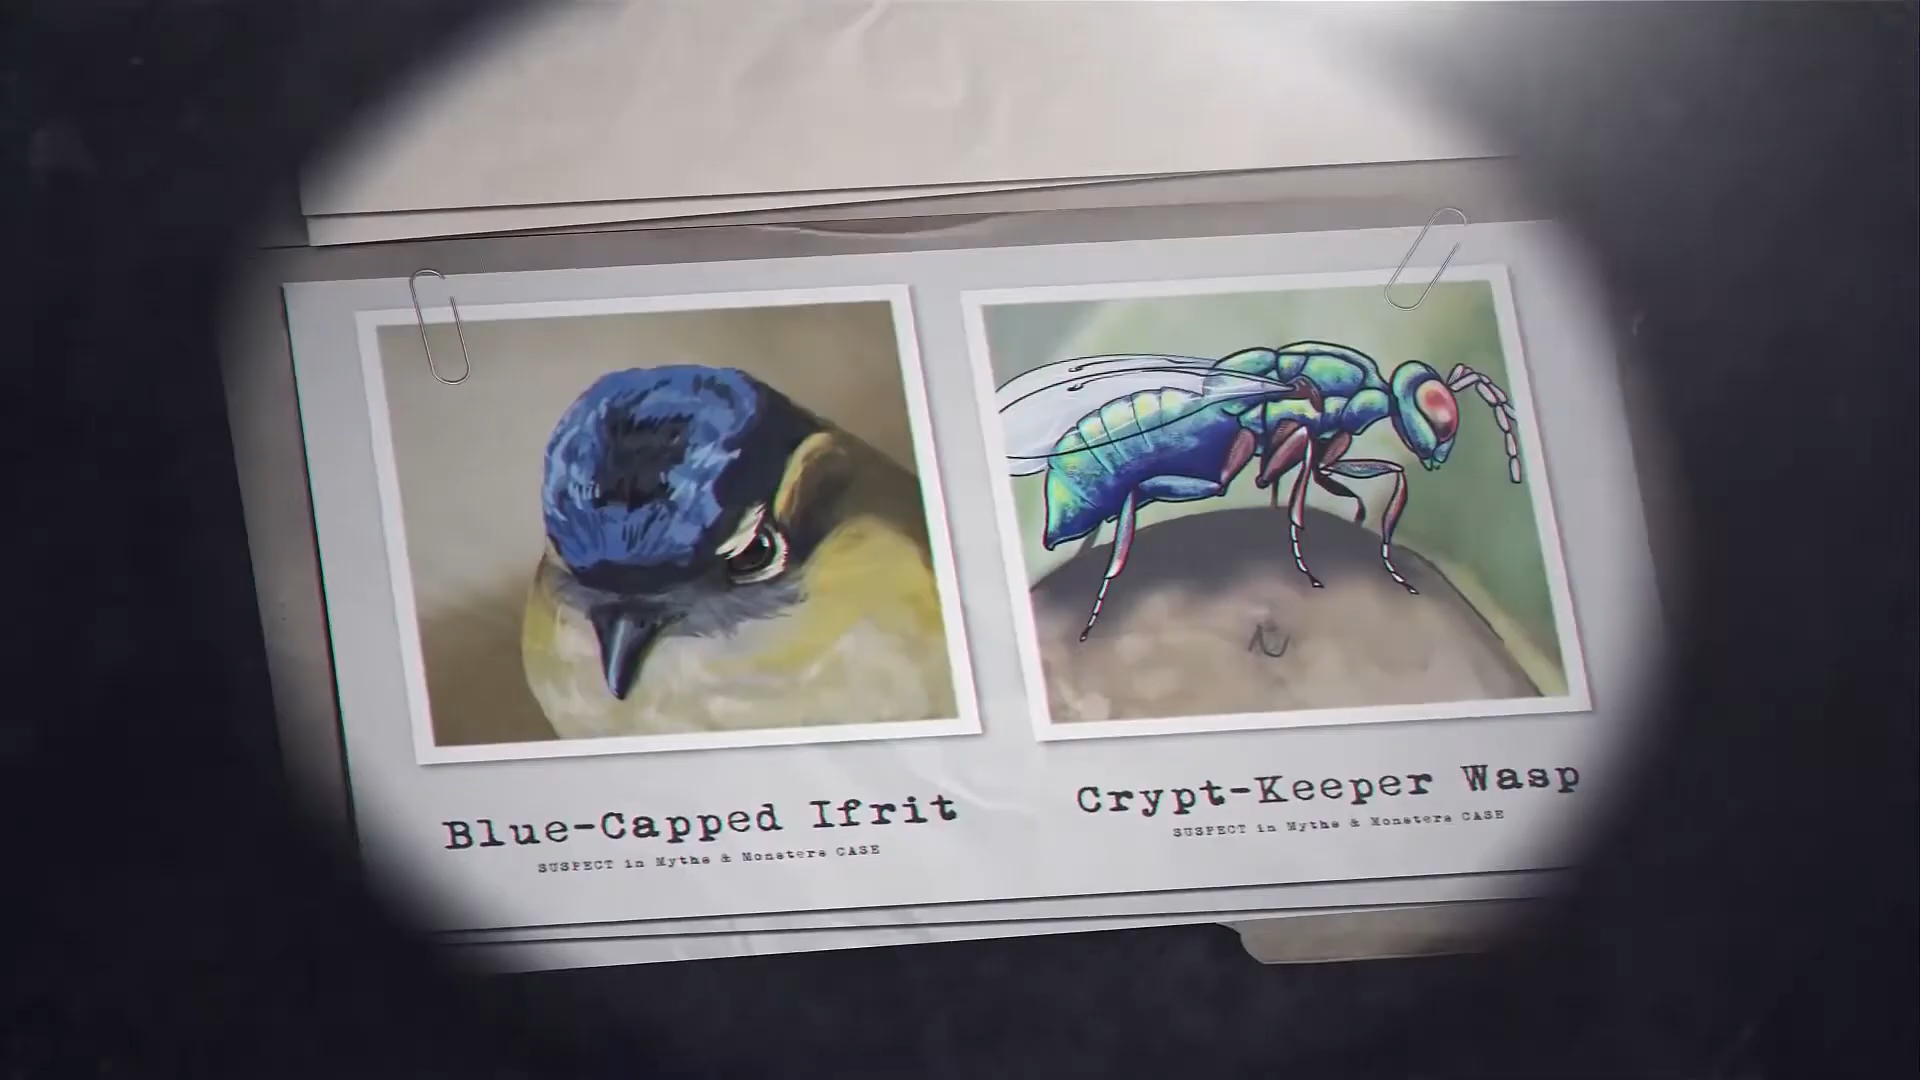 Blue-Capped Ifrit
SUSPECT in Myths & Monsters CASE
Crypt-Keeper Wasp
SUSPECT in Myths & Monsters CASE